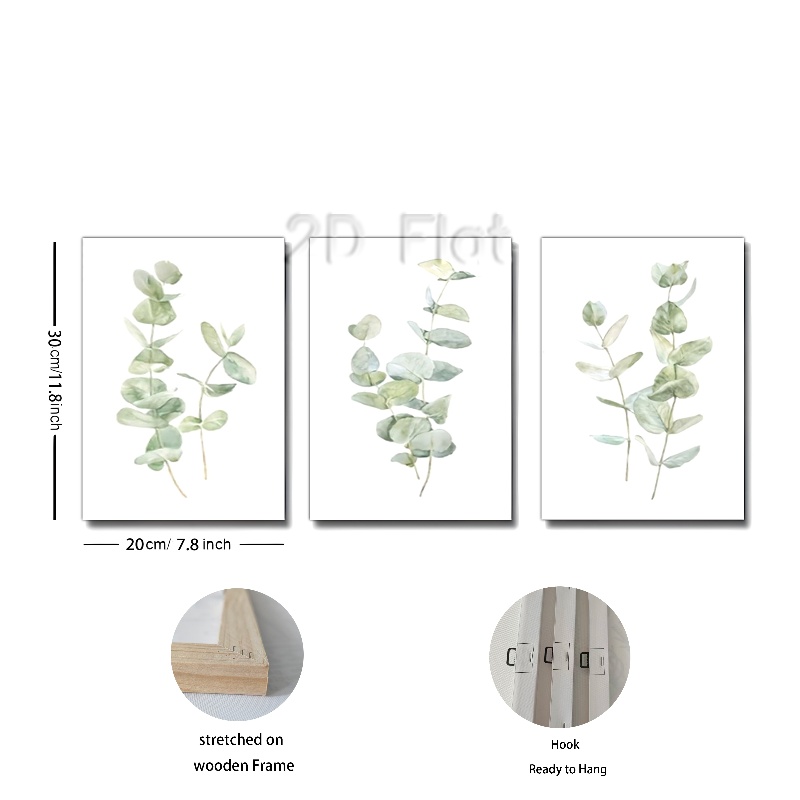 2D Flat
30cm/11.8inch
20cm/ 7.8 inch
stretched on
wooden Frame
Hook
Ready to Hang